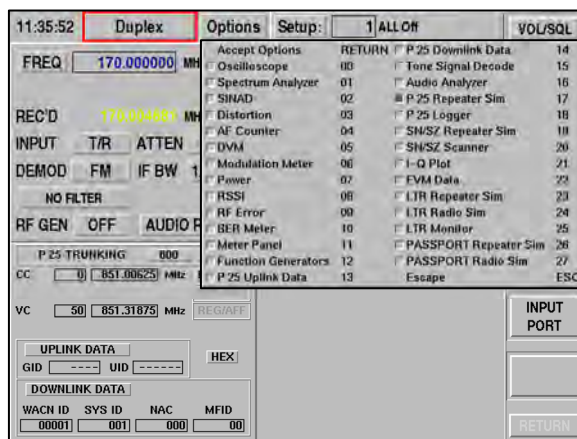 11:35:52 Duplex Options Setup: 1 ALL Off VOL/SQL
FREQ 170.000000 MH
REC'D MH
INPUT T/R ATTEN
DEMOD FM IF BW 1
NO FILTER
RF GEN OFF AUDIO F
P 25 TRUNKING 000
CC 0 851.00625 MHz
VC 50 851.31875 MHz REG/AFF
UPLINK DATA HEX
GID ---- UID ------
DOWNLINK DATA
WACN ID SYS ID NAC MFID
00001 001 000 00
Accept Options RETURN
Oscilloscope 00
Spectrum Analyzer 01
SINAD 02
Distortion 03
AF Counter 04
DVM 05
Modulation Meter 06
Power 07
RSSI 08
RF Error 09
BER Meter 10
Meter Panel 11
Function Generators 12
P 25 Uplink Data 13
P 25 Downlink Data 14
Tone Signal Decode 15
Audio Analyzer 16
P 25 Repeater Sim 17
P 25 Logger 18
SN/SZ Repeater Sim 19
SN/SZ Scanner 20
I-Q Plot 21
EVM Data 22
LTR Repeater Sim 23
LTR Radio Sim 24
LTR Monitor 25
PASSPORT Repeater Sim 26
PASSPORT Radio Sim 27
Escape ESC
INPUT
PORT
RETURN